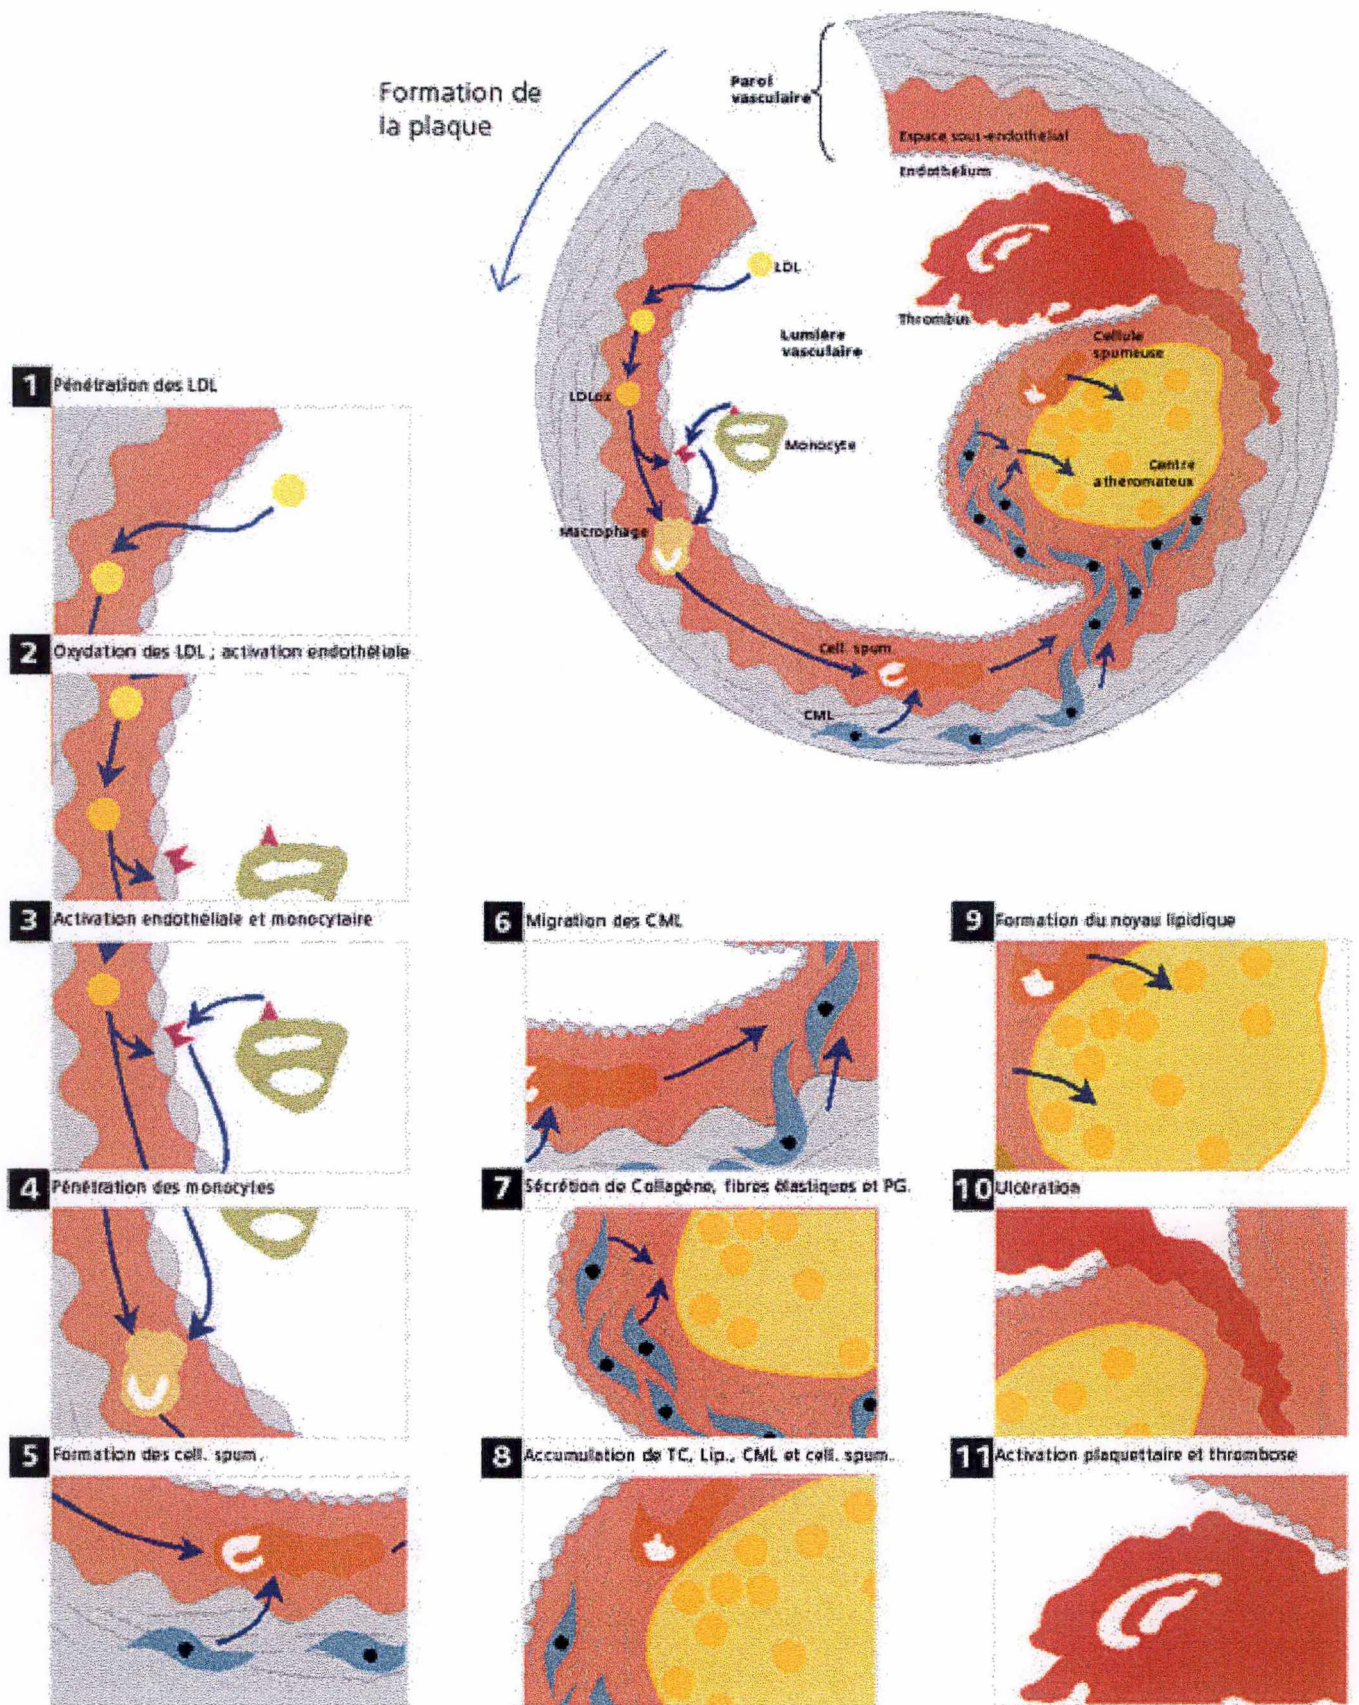 Formation de
la plaque
Paroi
vasculaire
Espace sous-endothélial
Endothélium
LDL
Thrombus
Lumière
vasculaire
Cellule
spumeuse
LDLox
Monocyte
Centre
atheromateux
Macrophage
Cell. spum.
CML
1 Pénétration des LDL
2 Oxydation des LDL ; activation endothéliale
3 Activation endothéliale et monocytaire
4 Pénétration des monocytes
5 Formation des cell. spum.
6 Migration des CML
7 Sécrétion de Collagène, fibres élastiques et PG.
8 Accumulation de TC, Lip., CML et cell. spum.
9 Formation du noyau lipidique
10 Ulcération
11 Activation plaquettaire et thrombose